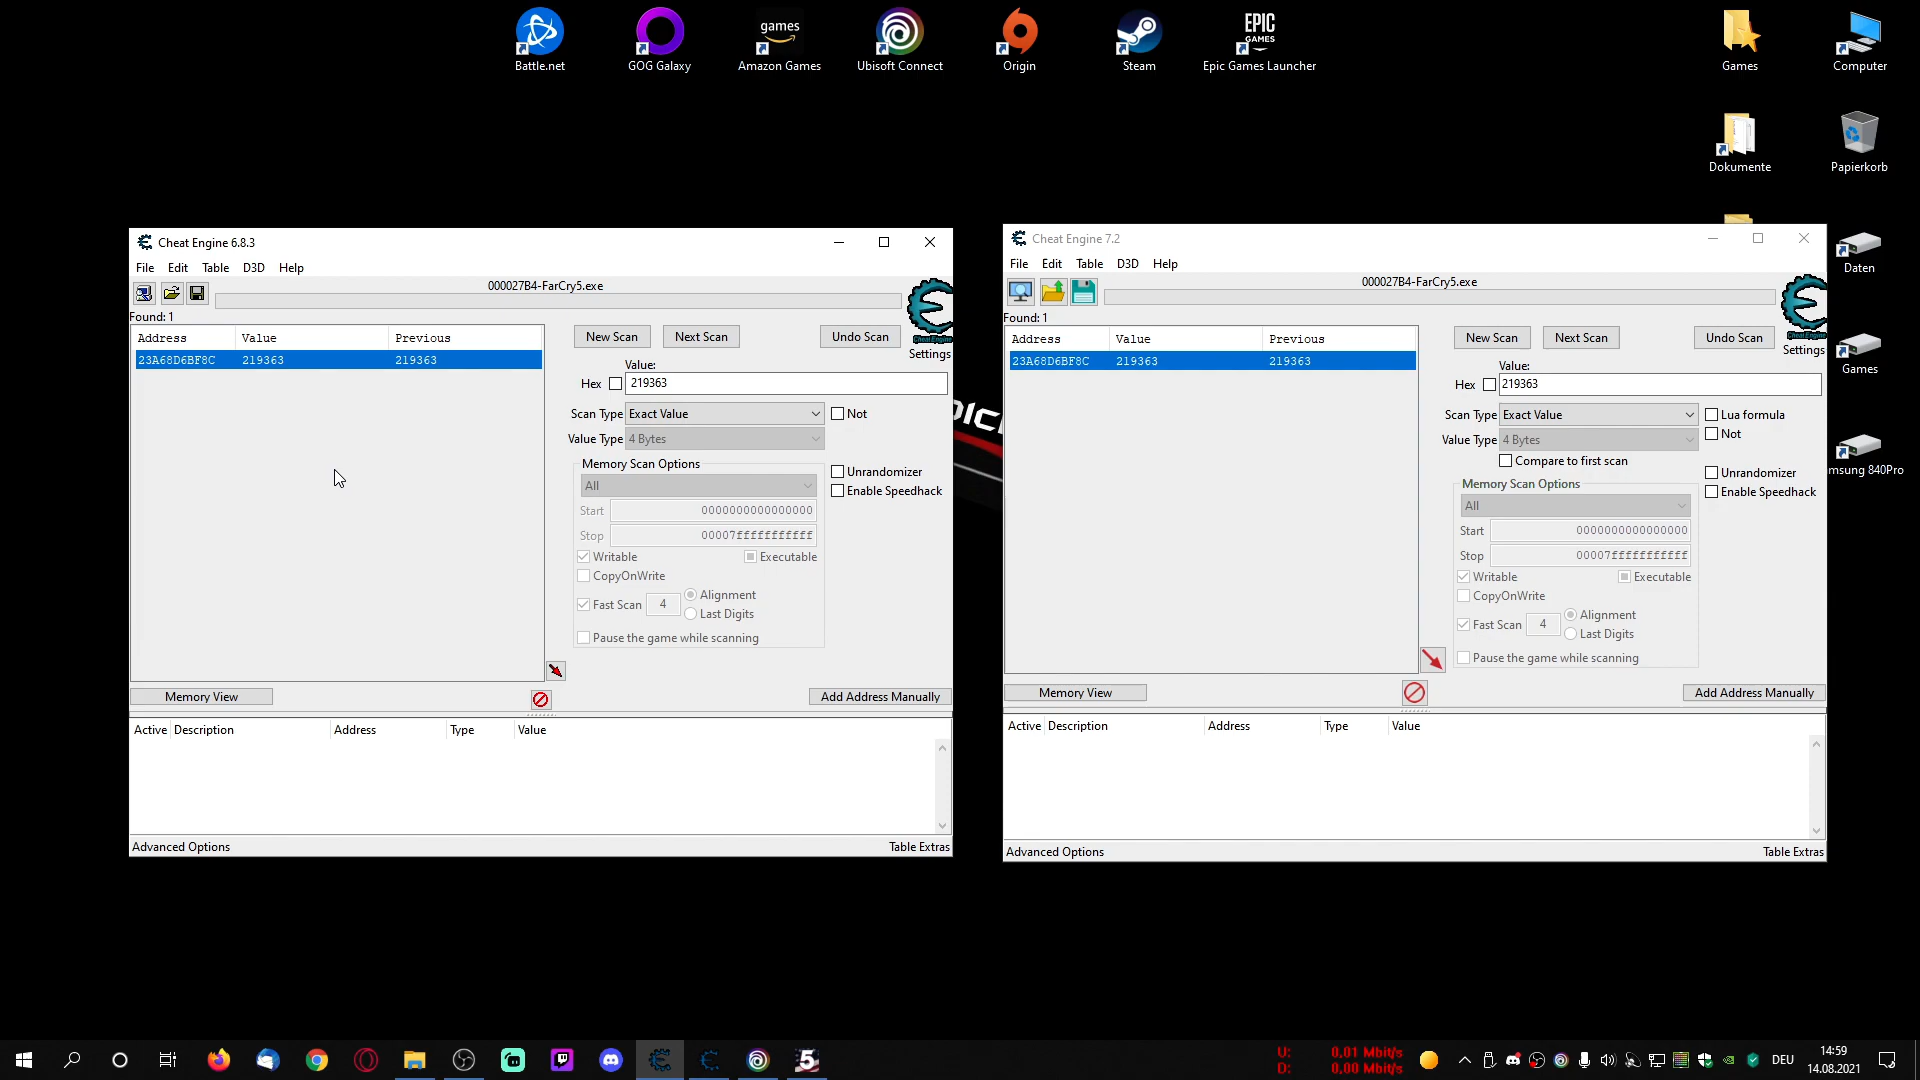 games
EPIC
GAMES
Battle.net
GOG Galaxy
Amazon Games
Ubisoft Connect
Origin
Steam
Epic Games Launcher
Games
Computer
Dokumente
Papierkorb
Daten
Games
msung 840Pro
Cheat Engine 6.8.3
File Edit Table D3D Help
000027B4-FarCry5.exe
Found: 1
Address Value Previous
23A68D6BF8C 219363 219363
New Scan Next Scan Undo Scan
Settings
Value:
Hex 219363
Scan Type Exact Value Not
Value Type 4 Bytes
Memory Scan Options
All
Unrandomizer
Enable Speedhack
Start 0000000000000000
Stop 00007fffffffffff
Writable Executable
CopyOnWrite
Fast Scan 4 Alignment
Last Digits
Pause the game while scanning
Memory View Add Address Manually
Active Description Address Type Value
Advanced Options Table Extras
Cheat Engine 7.2
File Edit Table D3D Help
000027B4-FarCry5.exe
Found: 1
Address Value Previous
23A68D6BF8C 219363 219363
New Scan Next Scan Undo Scan
Settings
Value:
Hex 219363
Scan Type Exact Value Lua formula
Value Type 4 Bytes Not
Compare to first scan
Memory Scan Options
All
Unrandomizer
Enable Speedhack
Start 0000000000000000
Stop 00007fffffffffff
Writable Executable
CopyOnWrite
Fast Scan 4 Alignment
Last Digits
Pause the game while scanning
Memory View Add Address Manually
Active Description Address Type Value
Advanced Options Table Extras
U: 0,01 Mbit/s
D: 0,00 Mbit/s
DEU
14:59
14.08.2021